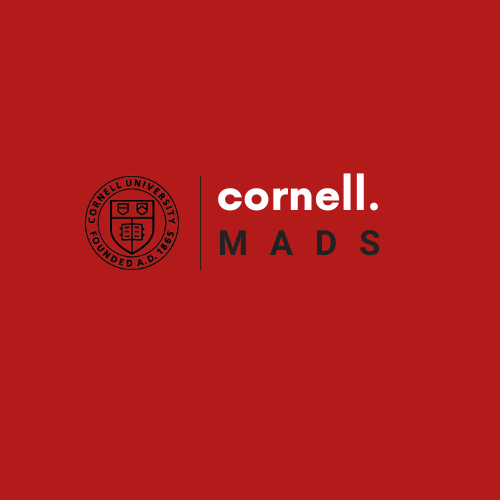 CORNELL UNIVERSITY
FOUNDED A.D. 1865
cornell.
MADS